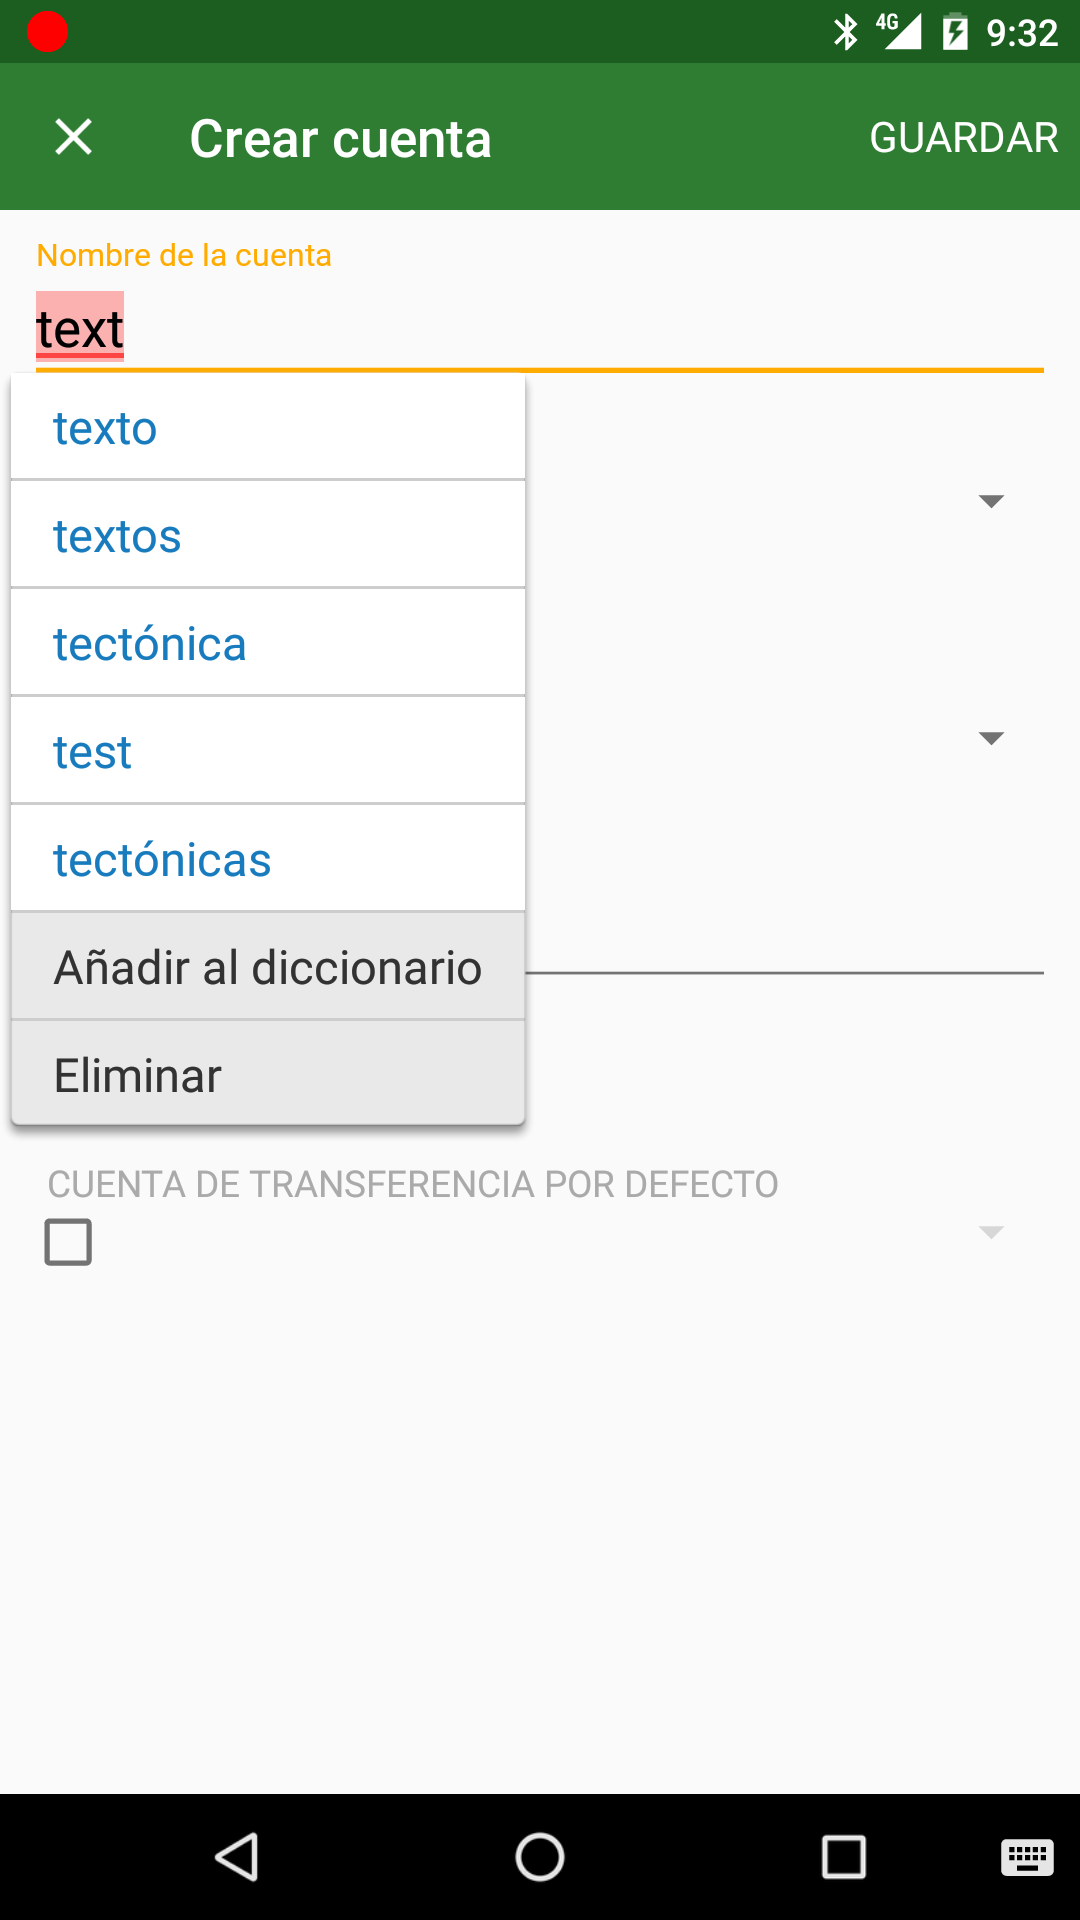 4G 9:32
Crear cuenta GUARDAR
Nombre de la cuenta
text
texto
textos
tectónica
test
tectónicas
Añadir al diccionario
Eliminar
CUENTA DE TRANSFERENCIA POR DEFECTO